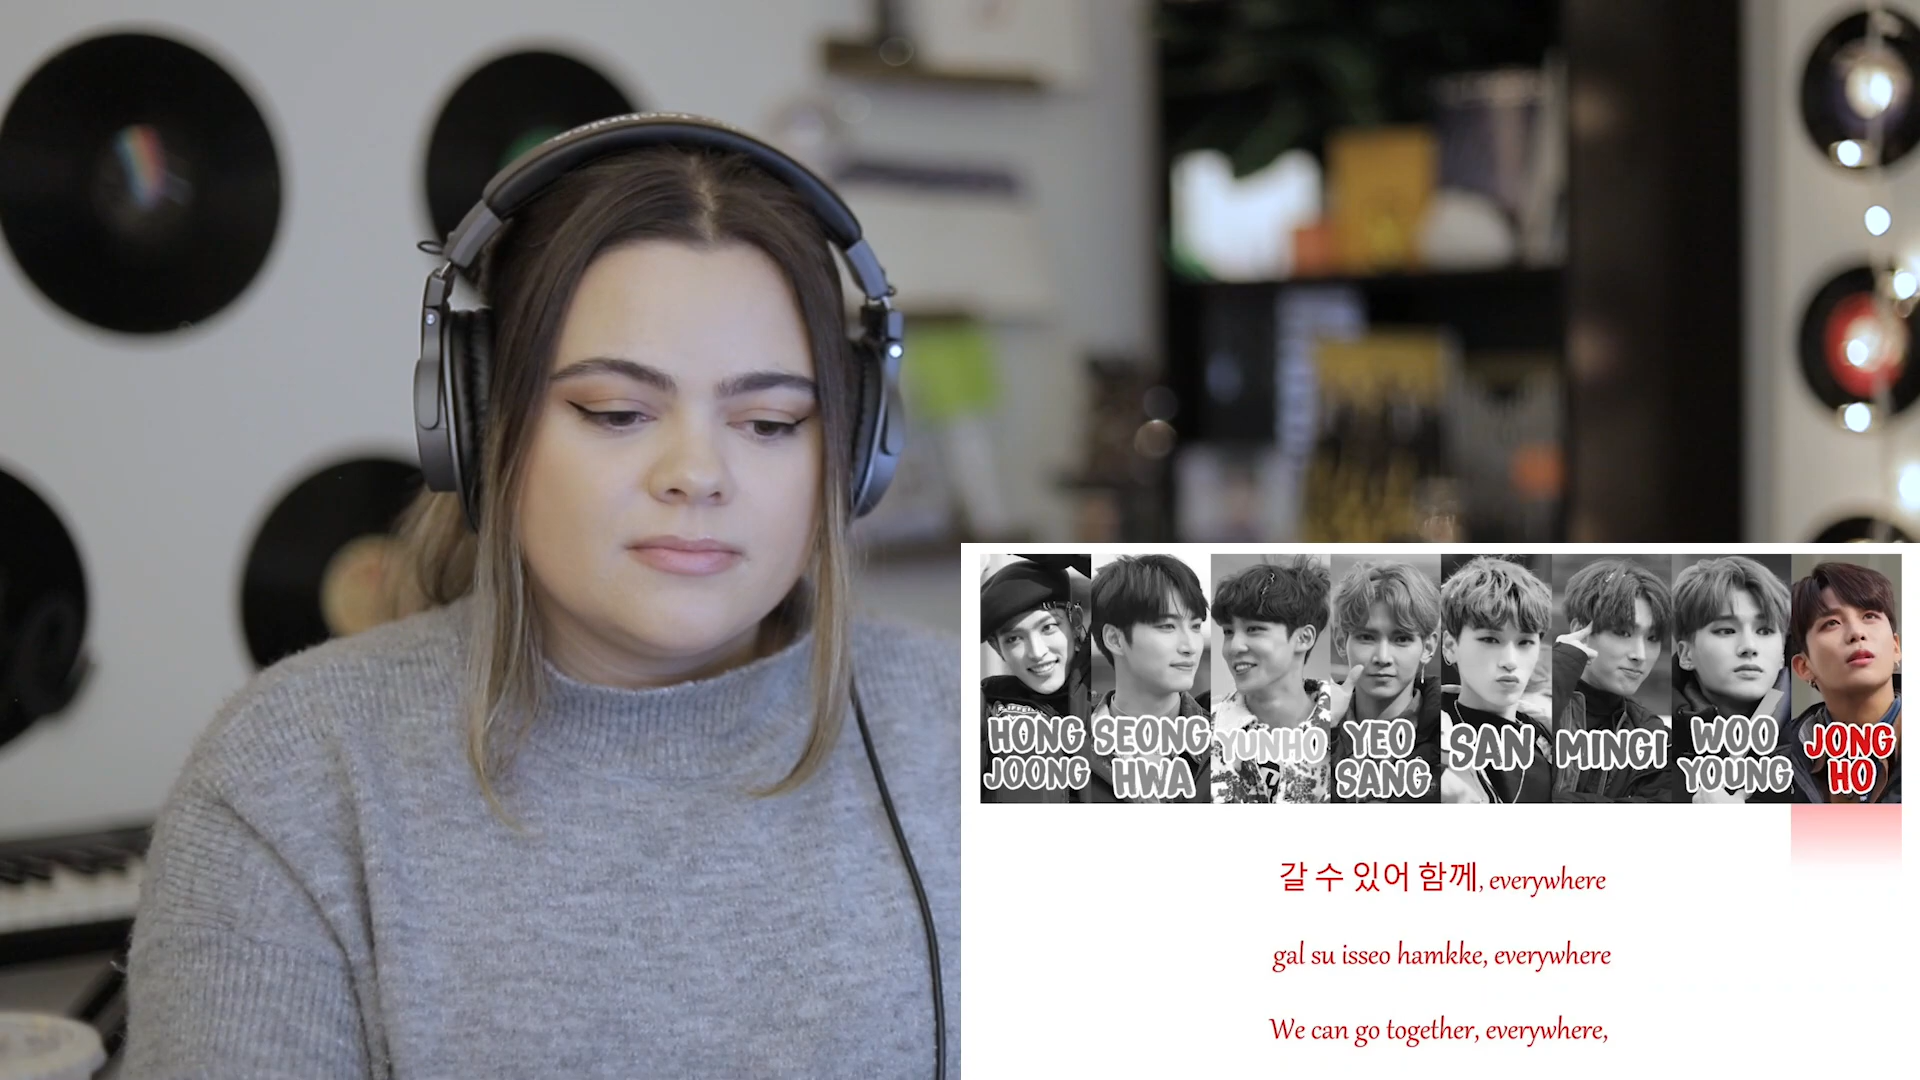 HONG JOONG
SEONG HWA
YUNHO
YEO SANG
SAN
MINGI
WOO YOUNG
JONG HO
갈 수 있어 함께, everywhere
gal su isseo hamkke, everywhere
We can go together, everywhere,